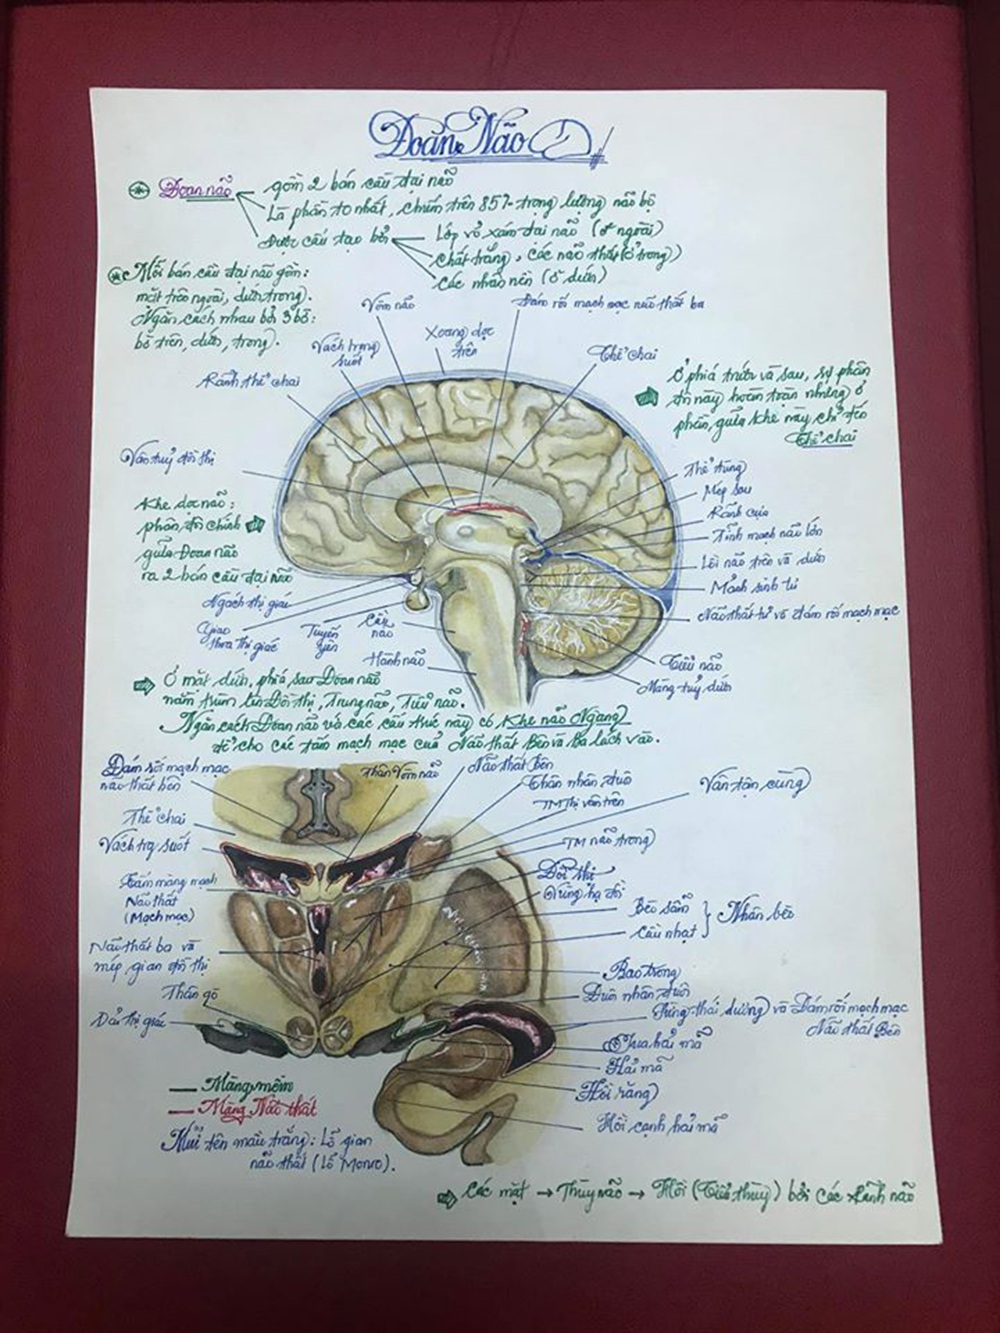 Đoan Não
Đoan não
gồm 2 bán cầu đại não
Là phần to nhất, chiếm trên 85% trọng lượng não bộ
Được cấu tạo bởi
Lớp vỏ xám đại não (ở ngoài)
chất trắng, các não thất (ở trong)
Các nhân nền (ở dưới)
Mỗi bán cầu đại não gồm:
mặt trên ngoài, dưới, trong.
Ngăn cách nhau bởi 3 bờ:
bờ trên, dưới, trong.
Vòm não
Đám rối mạch mạc não thất ba
Vách trong
suốt
Xoang dọc
trên
Thể chai
Rãnh thể chai
Ở phía trước và sau, sự phân
chia này hoàn toàn nhưng ở
phần giữa khe này chỉ đến
Thể chai
Vân tuỷ đồi thị
Thể tùng
Mép sau
Rãnh cựa
Tĩnh mạch não lớn
Lồi não trên và dưới
Mảnh sinh tư
Não thất tư và đám rối mạch mạc
Tiểu não
Màng tuỷ dưới
Khe dọc não:
phân chia chính
giữa Đoan não
ra 2 bán cầu đại não
Ngách thị giác
Giao
thoa thị giác
Tuyến
yên
Cầu
não
Hành não
Ở mặt dưới, phía sau Đoan não
nằm trùm lên Đồi thị, Trung não, Tiểu não.
Ngăn cách Đoan não và các cấu trúc này có Khe não Ngang
để cho các tấm mạch mạc của Não thất Bên và Ba lách vào.
Đám rối mạch mạc
não thất bên
Thân Vòm não
Não thất Bên
Thân nhân đuôi
TM Thị vân trên
Vân tận cùng
Thể chai
Vách trg suốt
TM não trong
Tấm màng mạch
Não thất
(Mạch mạc)
Đồi thị
Vùng hạ thị
Bèo sẫm
Cầu nhạt
Nhân bèo
Não thất ba và
mép gian đồi thị
Bao trong
Thân gò
Đuôi nhân đuôi
Dải thị giác
Sừng thái dương và Đám rối mạch mạc
Não thất Bên
Tua hải mã
Hải mã
Hồi răng
Hồi cạnh hải mã
Màng mềm
Màng Não thất
Mũi tên màu trắng: Lỗ gian
não thất (Lỗ Monro).
Các mặt → Thùy não → Hồi (Tiểu thùy) bởi các rãnh não